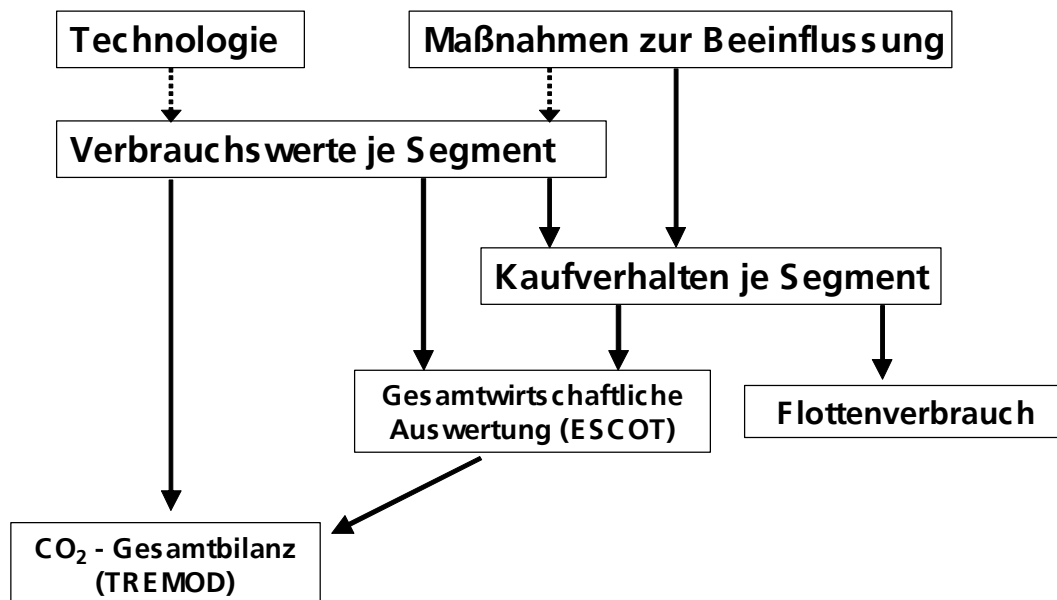 Technologie
Maßnahmen zur Beeinflussung
Verbrauchswerte je Segment
Kaufverhalten je Segment
Gesamtwirtschaftliche
Auswertung (ESCOT)
Flottenverbrauch
CO₂ - Gesamtbilanz
(TREMOD)